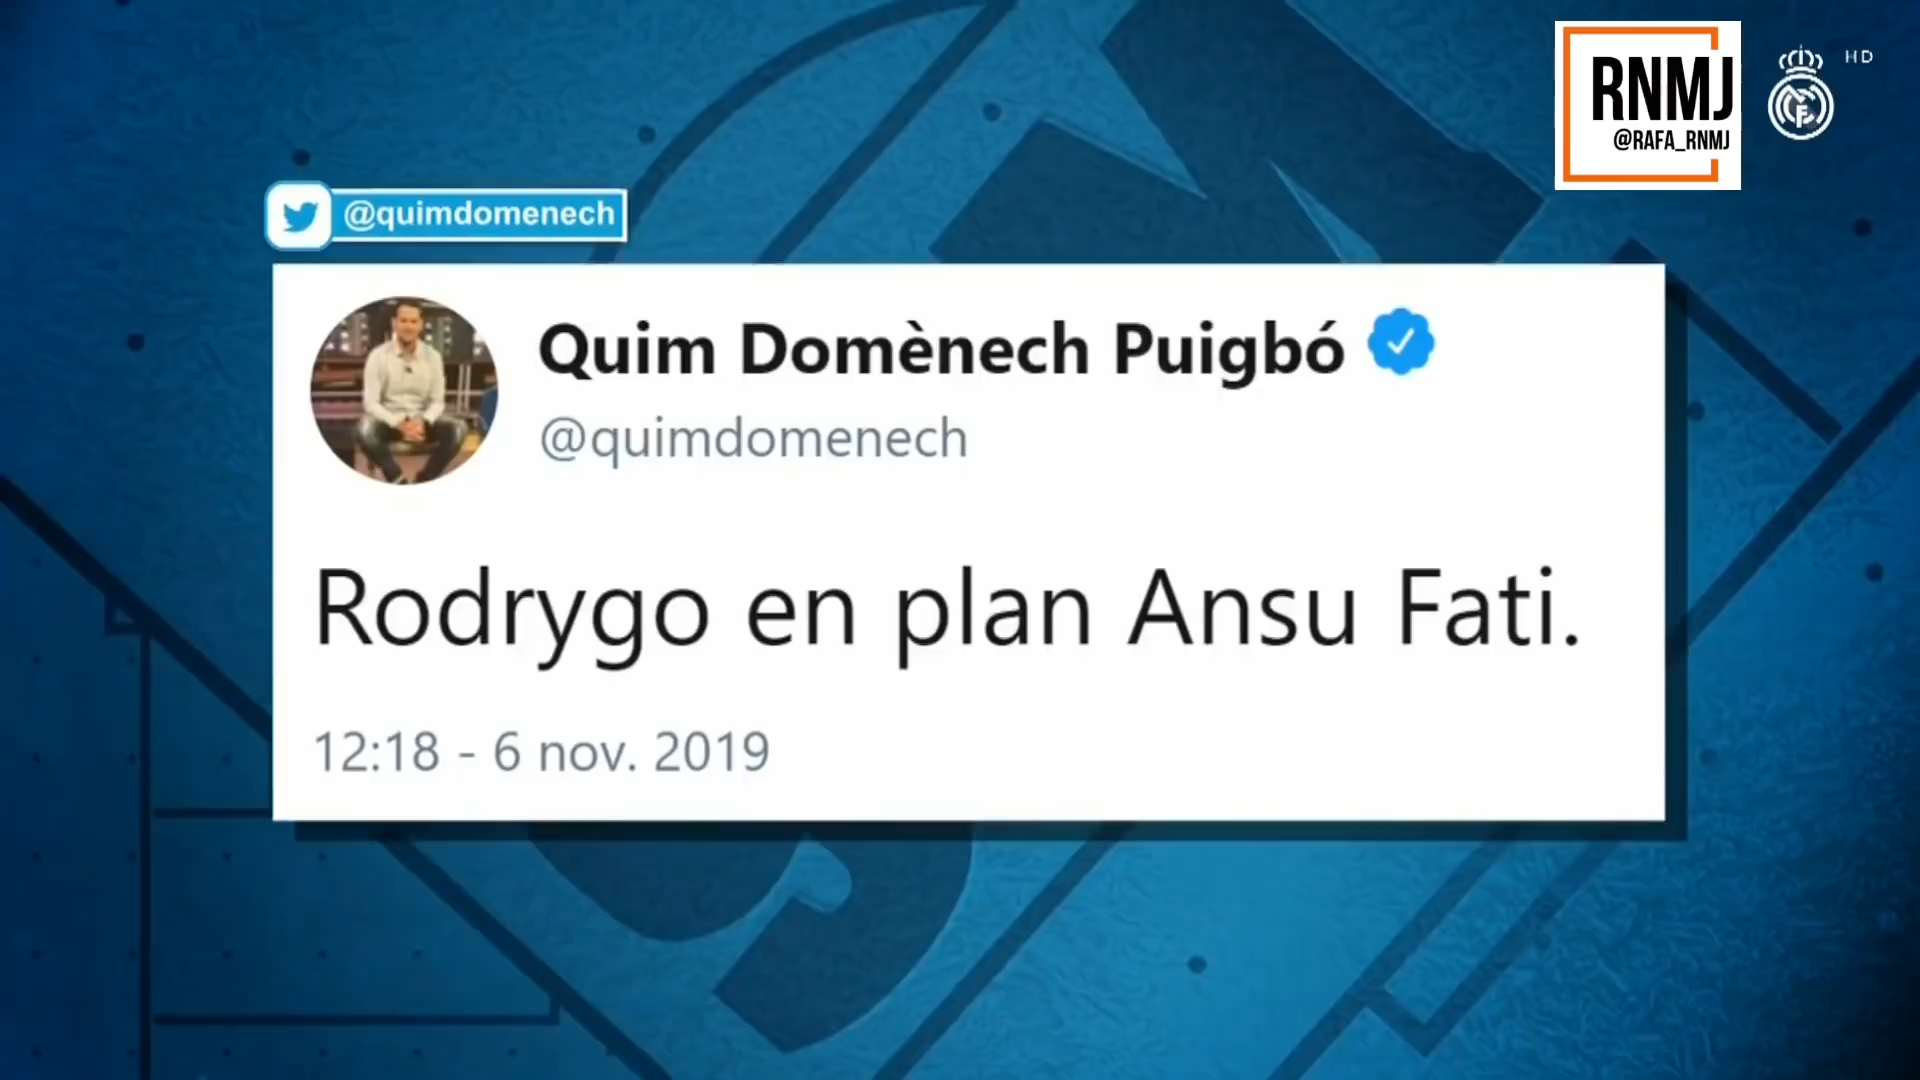 RNMJ
@RAFA_RNMJ
HD
@quimdomenech
Quim Domènech Puigbó
@quimdomenech
Rodrygo en plan Ansu Fati.
12:18 - 6 nov. 2019